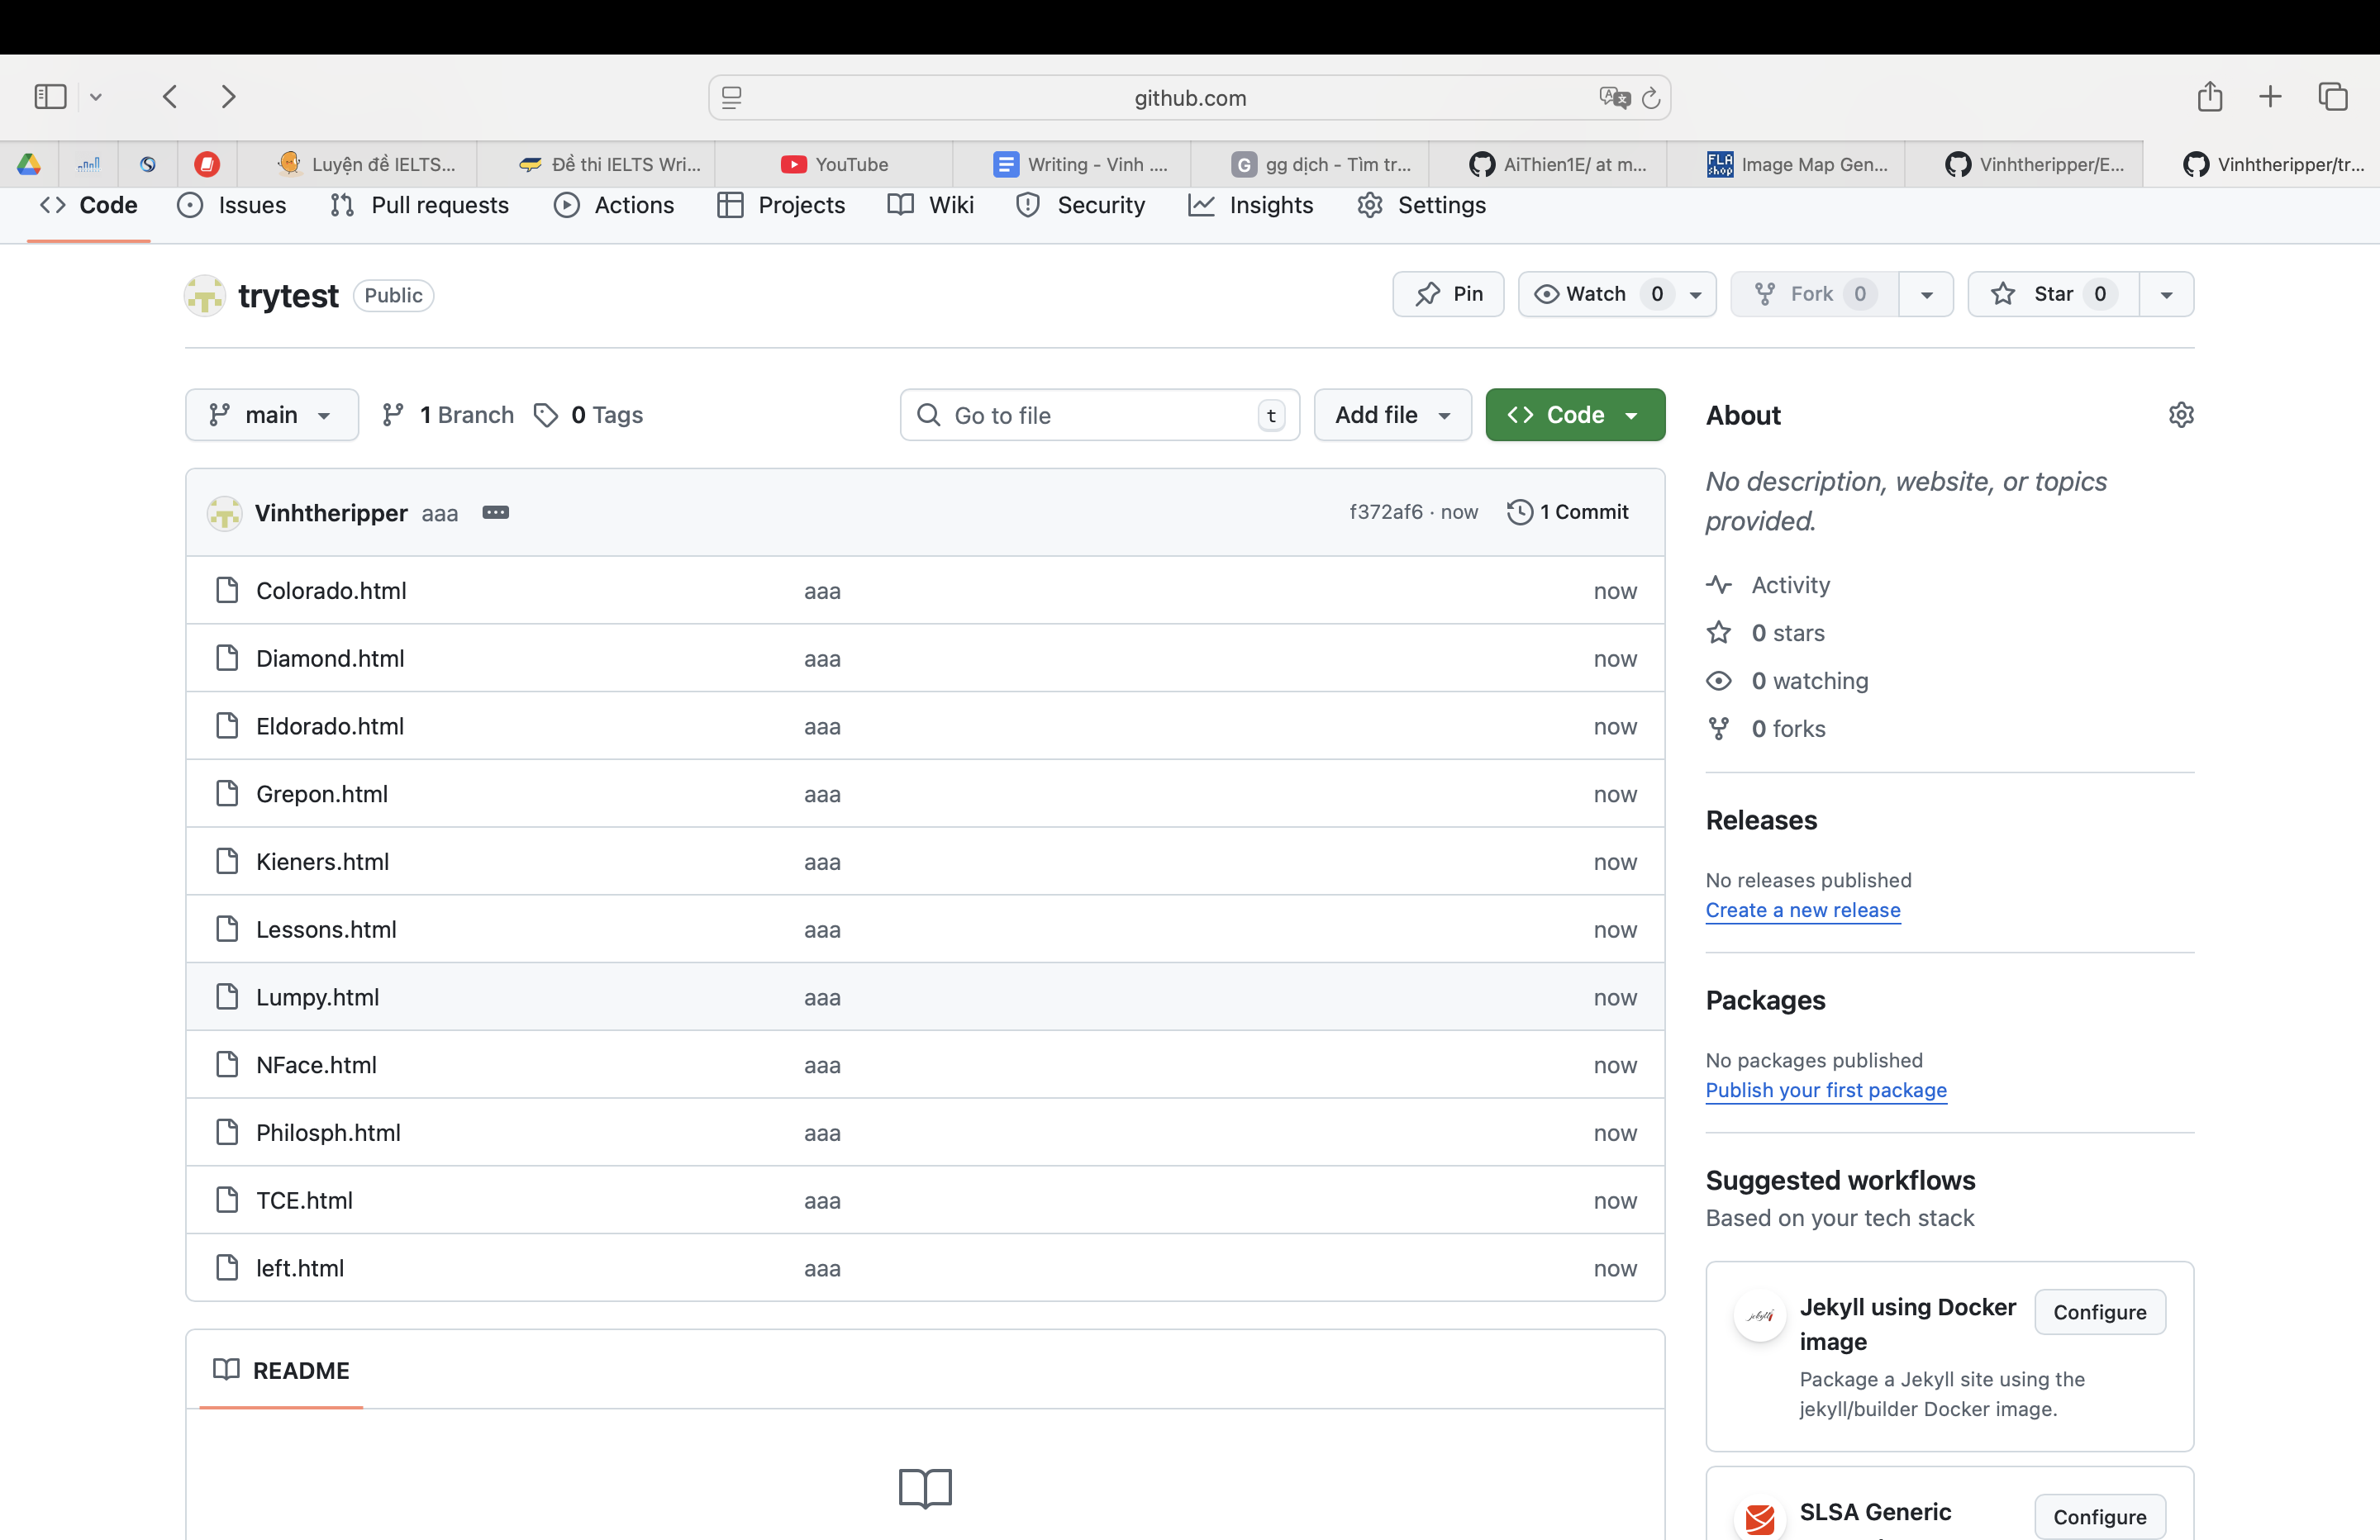 github.com
Luyện đề IELTS...
Đề thi IELTS Wri...
YouTube
Writing - Vinh ....
G
gg dịch - Tìm tr...
AiThien1E/ at m...
FLA shop
Image Map Gen...
Vinhtheripper/E...
Vinhtheripper/tr...
Code
Issues
Pull requests
Actions
Projects
Wiki
Security
Insights
Settings
trytest
Public
Pin
Watch 0
Fork 0
Star 0
main
1 Branch
0 Tags
Go to file
t
Add file
Code
Vinhtheripper aaa
f372af6 · now
1 Commit
Colorado.html aaa now
Diamond.html aaa now
Eldorado.html aaa now
Grepon.html aaa now
Kieners.html aaa now
Lessons.html aaa now
Lumpy.html aaa now
NFace.html aaa now
Philosph.html aaa now
TCE.html aaa now
left.html aaa now
README
About
No description, website, or topics
provided.
Activity
0 stars
0 watching
0 forks
Releases
No releases published
Create a new release
Packages
No packages published
Publish your first package
Suggested workflows
Based on your tech stack
Jekyll using Docker
image
Configure
Package a Jekyll site using the
jekyll/builder Docker image.
SLSA Generic
Configure